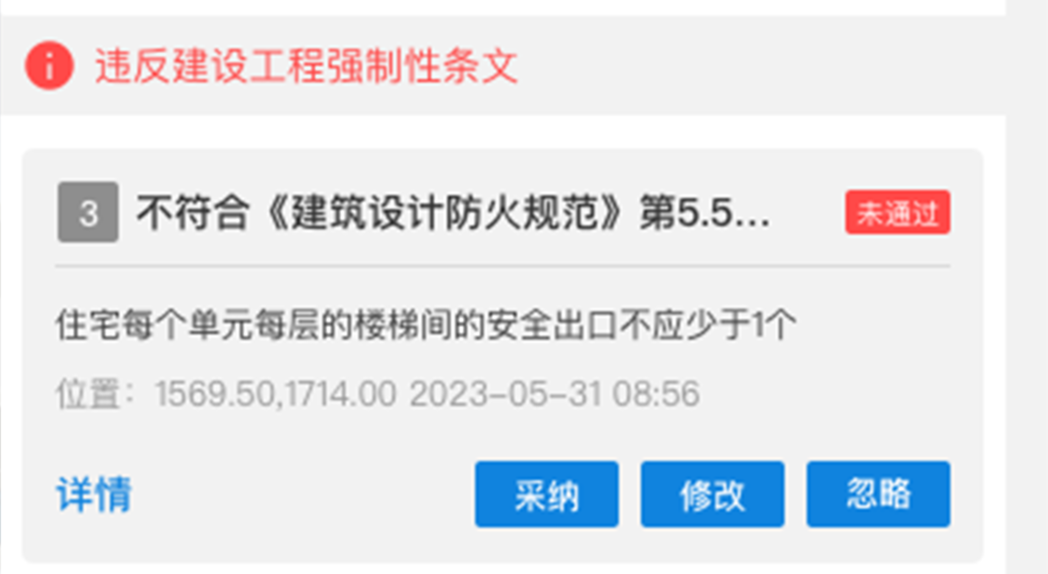 违反建设工程强制性条文
3 不符合《建筑设计防火规范》第5.5... 未通过
住宅每个单元每层的楼梯间的安全出口不应少于1个
位置：1569.50,1714.00 2023-05-31 08:56
详情 采纳 修改 忽略